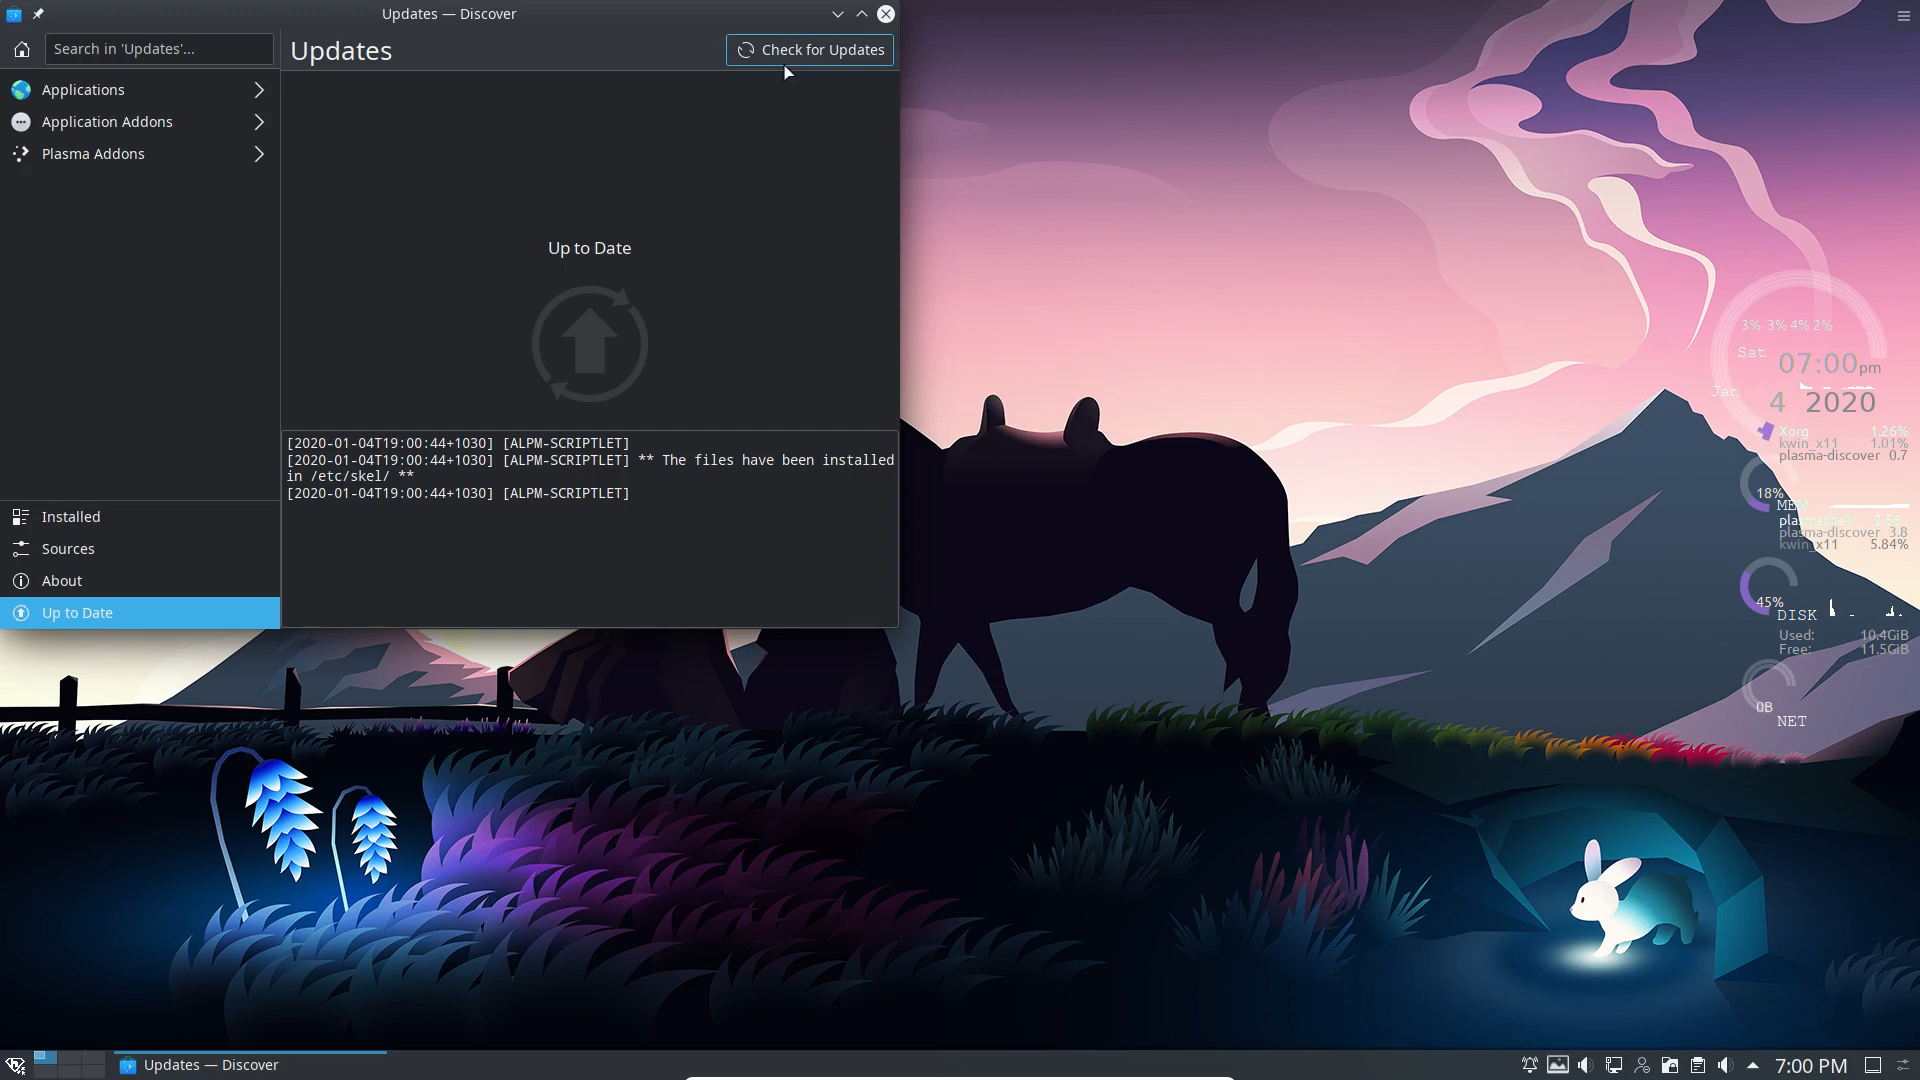 Updates — Discover
Search in 'Updates'...
Updates
Check for Updates
Applications
Application Addons
Plasma Addons
Up to Date
[2020-01-04T19:00:44+1030] [ALPM-SCRIPTLET]
[2020-01-04T19:00:44+1030] [ALPM-SCRIPTLET] ** The files have been installed
in /etc/skel/ **
[2020-01-04T19:00:44+1030] [ALPM-SCRIPTLET]
Installed
Sources
About
Up to Date
3% 3% 4% 2%
Sat
07:00pm
Jan
4 2020
Xorg 1.26%
kwin_x11 1.01%
plasma-discover 0.7
18%
MEM
plasma-discover 3.8
kwin_x11 5.84%
45%
DISK
Used: 10.4GiB
Free: 11.5GiB
0B
NET
Updates — Discover
7:00 PM